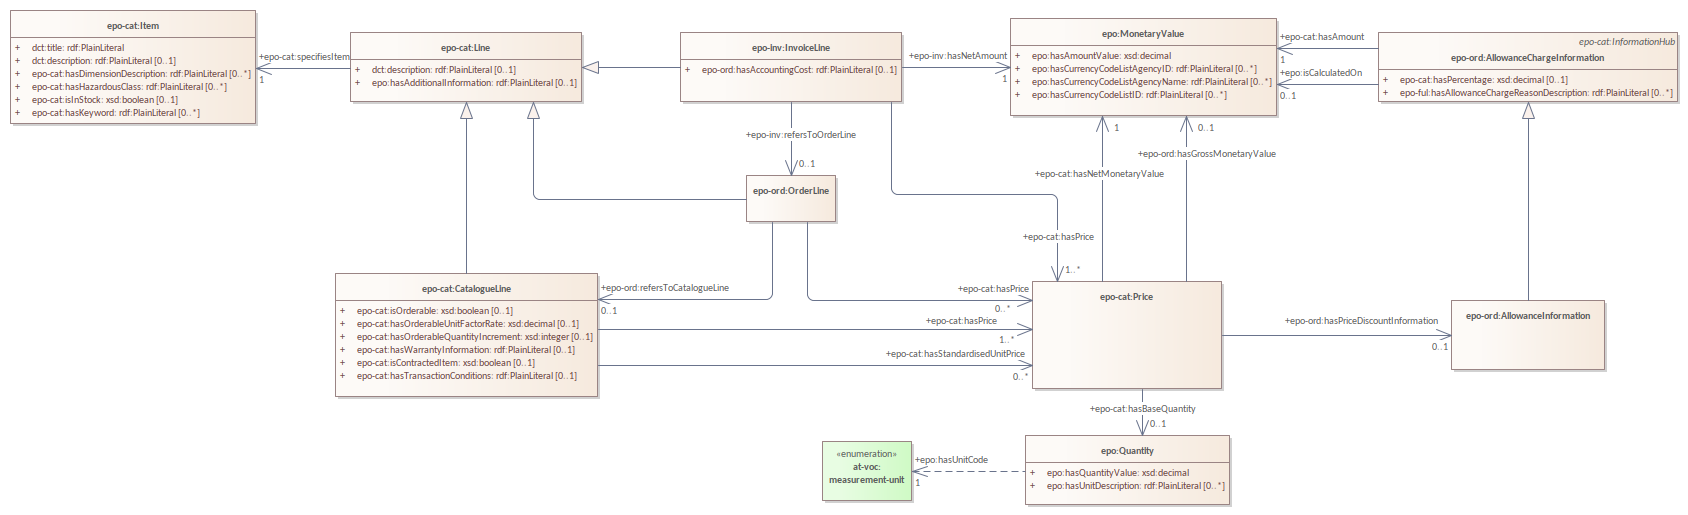 epo-cat:Item
+ dct:title: rdf:PlainLiteral
+ dct:description: rdf:PlainLiteral [0..1]
+ epo-cat:hasDimensionDescription: rdf:PlainLiteral [0..*]
+ epo-cat:hasHazardousClass: rdf:PlainLiteral [0..*]
+ epo-cat:isInStock: xsd:boolean [0..1]
+ epo-cat:hasKeyword: rdf:PlainLiteral [0..*]
+epo-cat:specifiesItem
1
epo-cat:Line
+ dct:description: rdf:PlainLiteral [0..1]
+ epo:hasAdditionalInformation: rdf:PlainLiteral [0..1]
epo-inv:InvoiceLine
+ epo-ord:hasAccountingCost: rdf:PlainLiteral [0..1]
+epo-inv:hasNetAmount
1
epo:MonetaryValue
+ epo:hasAmountValue: xsd:decimal
+ epo:hasCurrencyCodeListAgencyID: rdf:PlainLiteral [0..*]
+ epo:hasCurrencyCodeListAgencyName: rdf:PlainLiteral [0..*]
+ epo:hasCurrencyCodeListID: rdf:PlainLiteral [0..*]
+epo-cat:hasAmount
1
+epo:isCalculatedOn
0..1
epo-cat:InformationHub
epo-ord:AllowanceChargeInformation
+ epo-cat:hasPercentage: xsd:decimal [0..1]
+ epo-ful:hasAllowanceChargeReasonDescription: rdf:PlainLiteral [0..*]
+epo-inv:refersToOrderLine
0..1
1
0..1
+epo-ord:hasGrossMonetaryValue
+epo-cat:hasNetMonetaryValue
epo-ord:OrderLine
+epo-cat:hasPrice
1..*
epo-cat:CatalogueLine
+ epo-cat:isOrderable: xsd:boolean [0..1]
+ epo-cat:hasOrderableUnitFactorRate: xsd:decimal [0..1]
+ epo-cat:hasOrderableQuantityIncrement: xsd:integer [0..1]
+ epo-cat:hasWarrantyInformation: rdf:PlainLiteral [0..1]
+ epo-cat:isContractedItem: xsd:boolean [0..1]
+ epo-cat:hasTransactionConditions: rdf:PlainLiteral [0..1]
+epo-ord:refersToCatalogueLine
0..1
+epo-cat:hasPrice
0..*
+epo-cat:hasPrice
1..*
+epo-cat:hasStandardisedUnitPrice
0..*
epo-cat:Price
+epo-ord:hasPriceDiscountInformation
0..1
epo-ord:AllowanceInformation
+epo-cat:hasBaseQuantity
0..1
«enumeration»
at-voc:
measurement-unit
+epo:hasUnitCode
1
epo:Quantity
+ epo:hasQuantityValue: xsd:decimal
+ epo:hasUnitDescription: rdf:PlainLiteral [0..*]